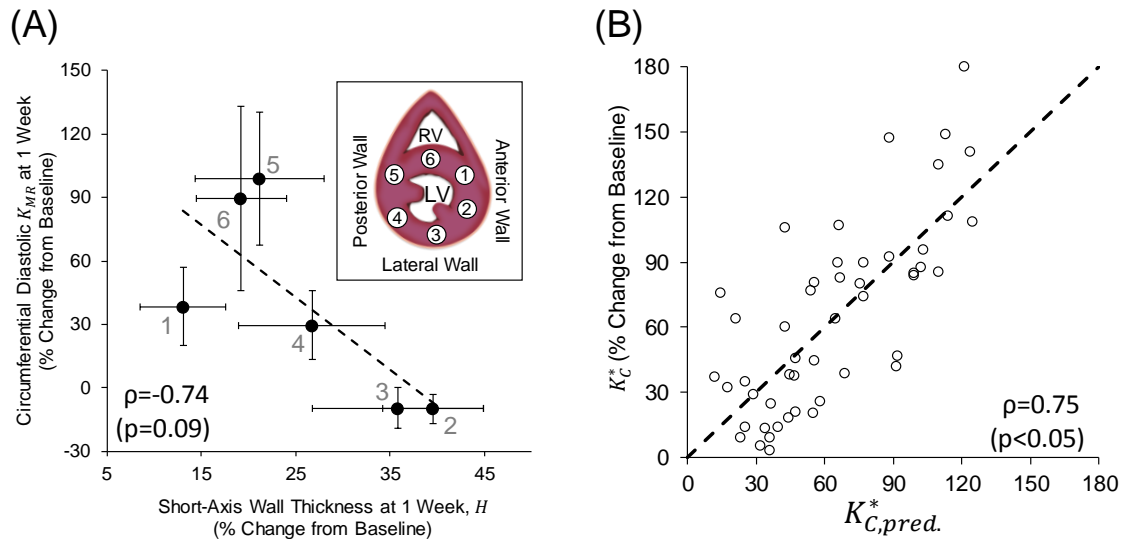 (A)
Circumferential Diastolic K_MR at 1 Week
(% Change from Baseline)
150
120
90
60
30
0
-30
5
15
25
35
45
Short-Axis Wall Thickness at 1 Week, H
(% Change from Baseline)
1
2
3
4
5
6
ρ=-0.74
(p=0.09)
Posterior Wall
Anterior Wall
Lateral Wall
RV
LV
6
5
1
4
2
3
(B)
K*_C (% Change from Baseline)
180
150
120
90
60
30
0
0
30
60
90
120
150
180
K*_C,pred.
ρ=0.75
(p<0.05)